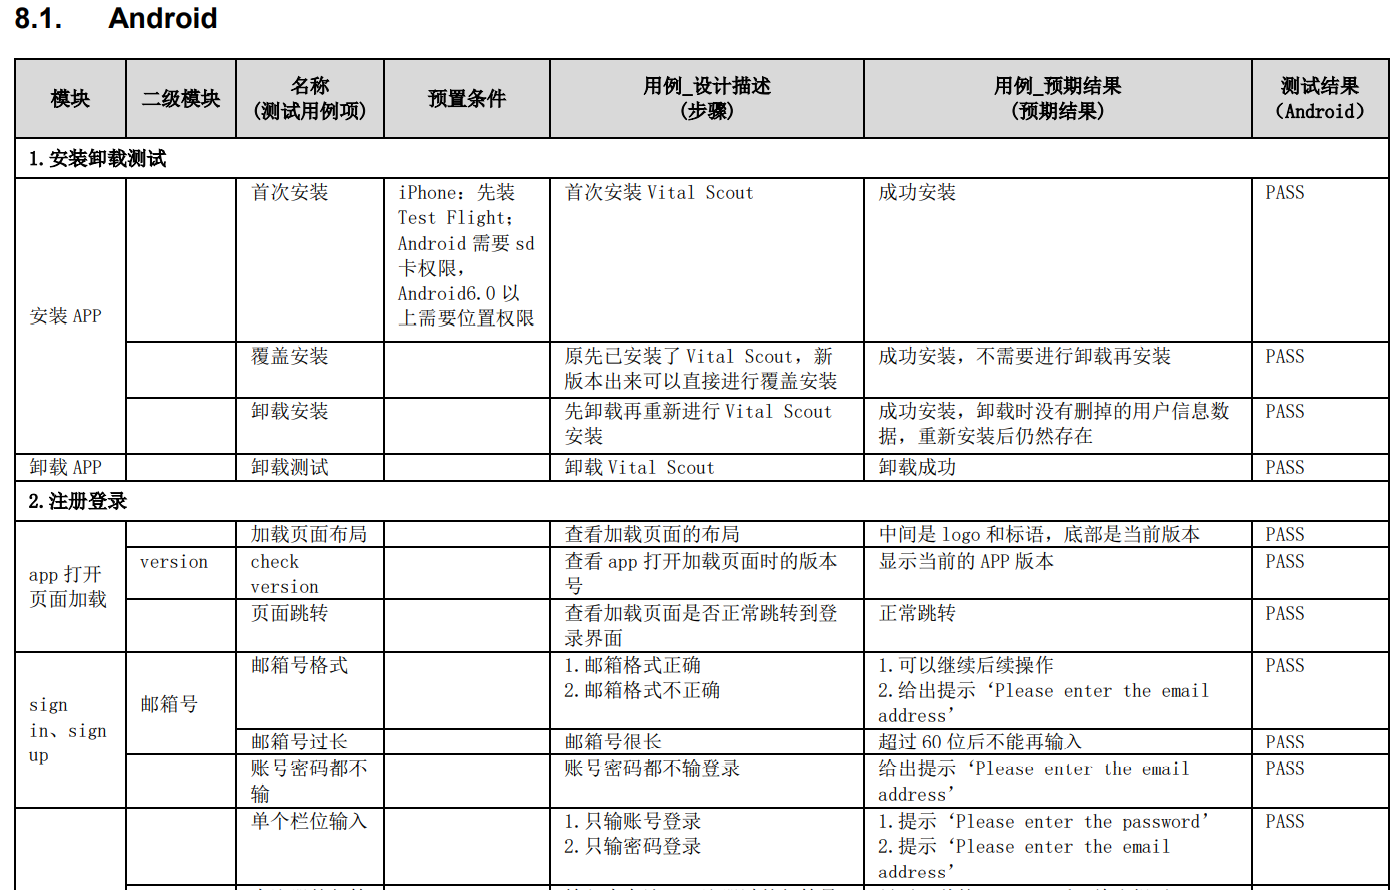 8.1. Android
模块
二级模块
名称
(测试用例项)
预置条件
用例_设计描述
(步骤)
用例_预期结果
(预期结果)
测试结果
（Android）
1.安装卸载测试
安装 APP
首次安装
iPhone：先装
Test Flight；
Android 需要 sd
卡权限，
Android6.0 以
上需要位置权限
首次安装 Vital Scout
成功安装
PASS
覆盖安装
原先已安装了 Vital Scout，新
版本出来可以直接进行覆盖安装
成功安装，不需要进行卸载再安装
PASS
卸载安装
先卸载再重新进行 Vital Scout
安装
成功安装，卸载时没有删掉的用户信息数
据，重新安装后仍然存在
PASS
卸载 APP
卸载测试
卸载 Vital Scout
卸载成功
PASS
2.注册登录
app 打开
页面加载
加载页面布局
查看加载页面的布局
中间是 logo 和标语，底部是当前版本
PASS
version
check
version
查看 app 打开加载页面时的版本
号
显示当前的 APP 版本
PASS
页面跳转
查看加载页面是否正常跳转到登
录界面
正常跳转
PASS
sign
in、sign
up
邮箱号
邮箱号格式
1.邮箱格式正确
2.邮箱格式不正确
1.可以继续后续操作
2.给出提示‘Please enter the email
address’
PASS
邮箱号过长
邮箱号很长
超过 60 位后不能再输入
PASS
账号密码都不
输
账号密码都不输登录
给出提示‘Please enter the email
address’
PASS
单个栏位输入
1.只输账号登录
2.只输密码登录
1.提示‘Please enter the password’
2.提示‘Please enter the email
address’
PASS